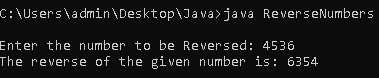 C:\Users\admin\Desktop\Java>java ReverseNumbers
Enter the number to be Reversed: 4536
The reverse of the given number is: 6354